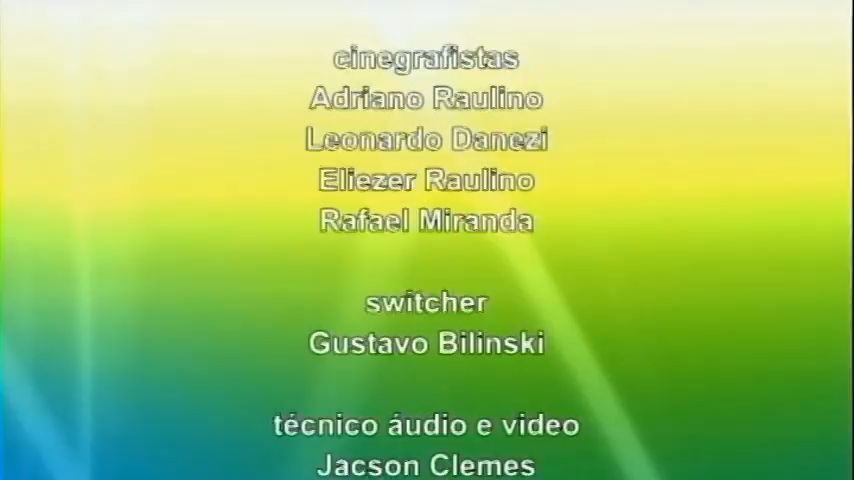 cinegrafistas
Adriano Raulino
Leonardo Danezi
Eliezer Raulino
Rafael Miranda
switcher
Gustavo Bilinski
técnico áudio e video
Jacson Clemes